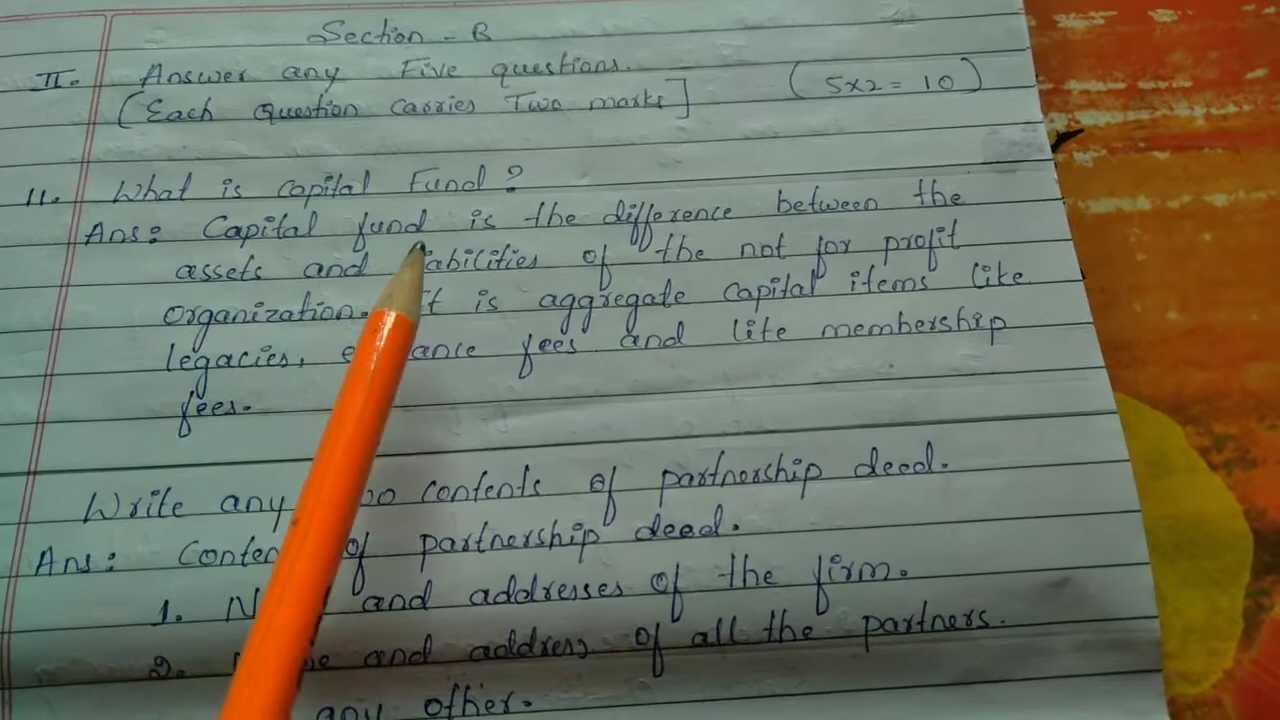 Section - B
II. Answer any Five questions. (5x2=10)
[Each Question carries Two marks]
11. What is capital Fund?
Ans: Capital fund is the difference between the
assets and abilities of the not for profit
organization. It is aggregate capital items like
legacies, ance fees and life membership
fees.
Write any contents of partnership deed.
Ans: Conten of partnership deed.
1. N and addresses of the firm.
2. and address of all the partners.
any other.